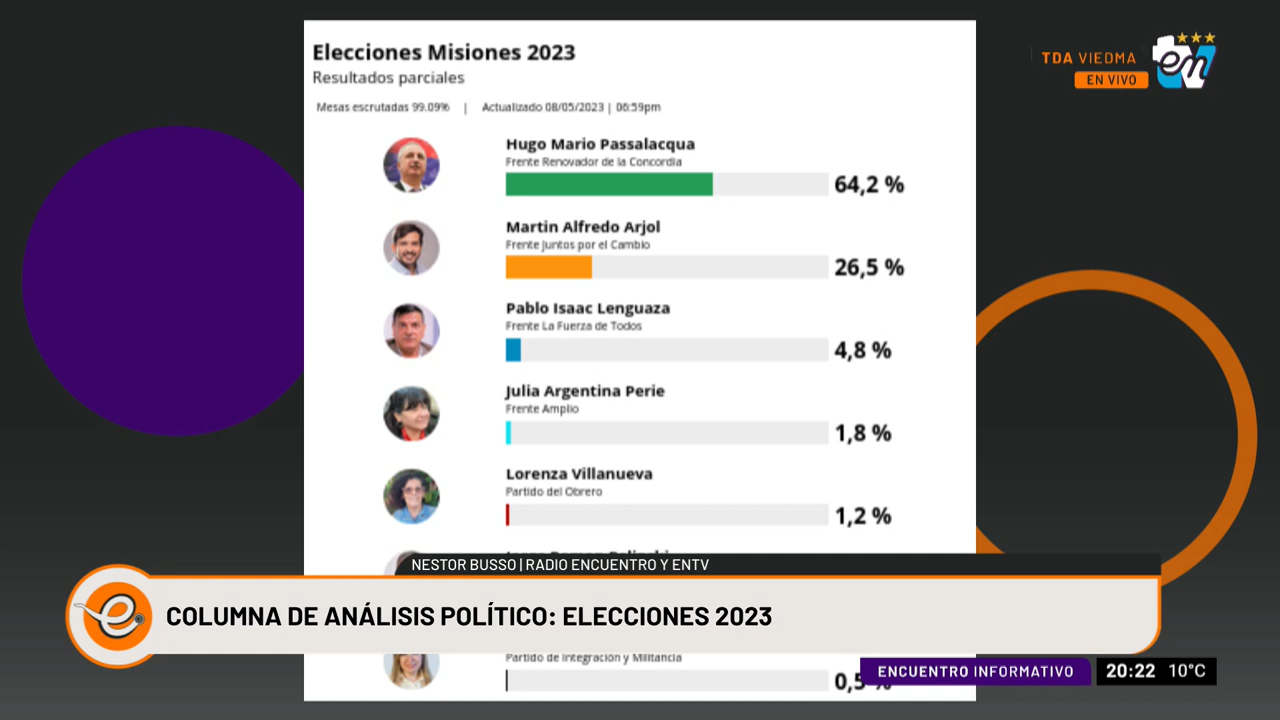 Elecciones Misiones 2023
Resultados parciales
Mesas escrutadas 99.09% | Actualizado 08/05/2023 | 06:59pm
TDA VIEDMA
EN VIVO
en
Hugo Mario Passalacqua
Frente Renovador de la Concordia
64,2 %
Martin Alfredo Arjol
Frente Juntos por el Cambio
26,5 %
Pablo Isaac Lenguaza
Frente La Fuerza de Todos
4,8 %
Julia Argentina Perie
Frente Amplio
1,8 %
Lorenza Villanueva
Partido del Obrero
1,2 %
NESTOR BUSSO | RADIO ENCUENTRO Y ENTV
e
COLUMNA DE ANÁLISIS POLÍTICO: ELECCIONES 2023
Partido de Integración y Militancia
0,5 %
ENCUENTRO INFORMATIVO
20:22 10°C